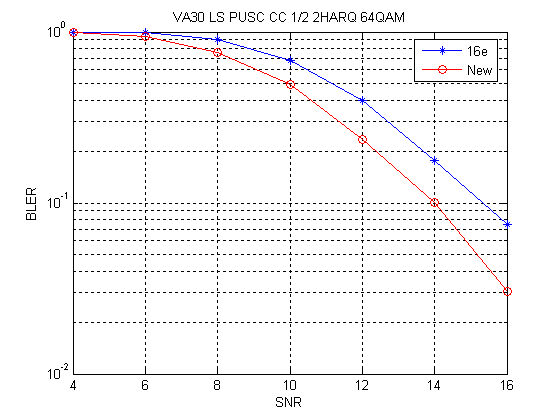 VA30 LS PUSC CC 1/2 2HARQ 64QAM
16e
New
BLER
10^0
10^-1
10^-2
4 6 8 10 12 14 16
SNR